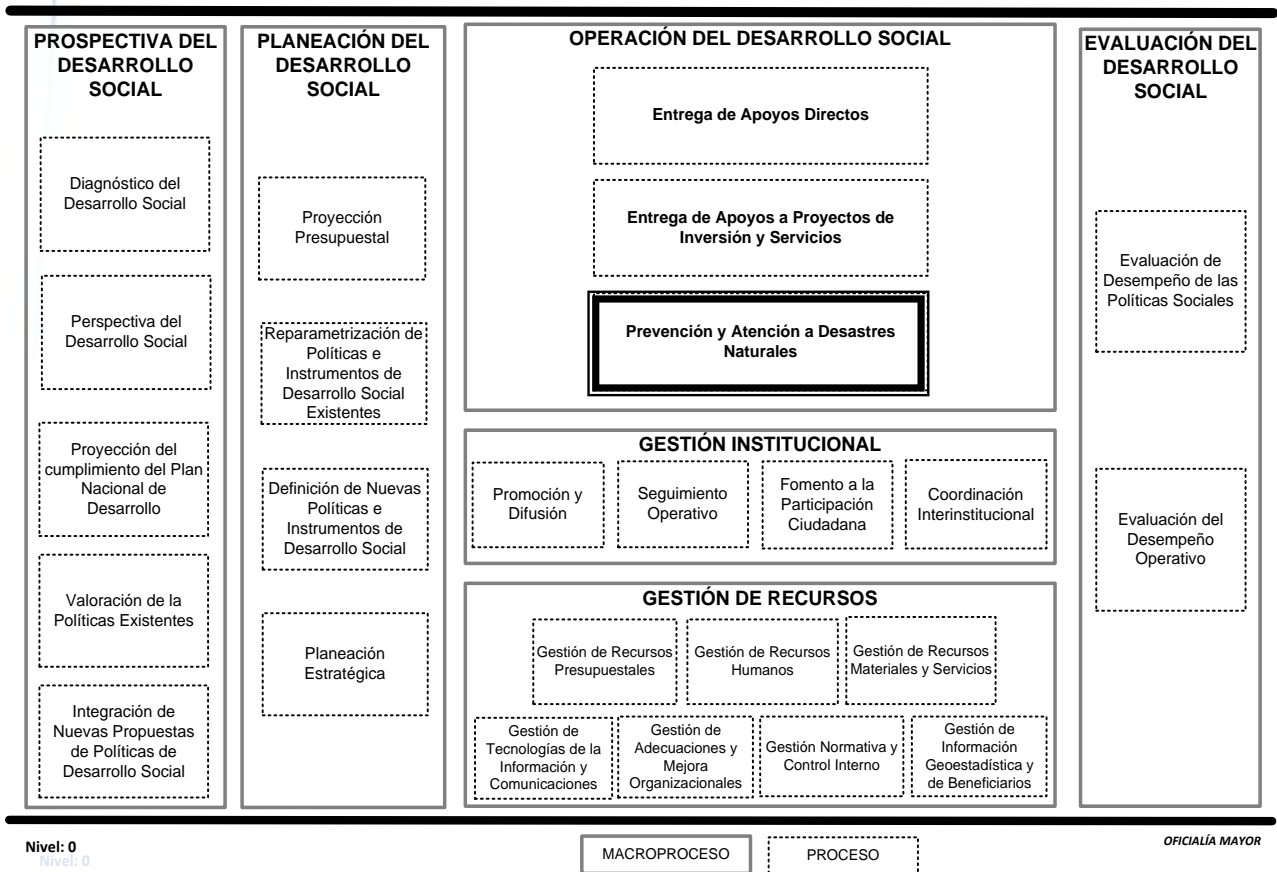 PROSPECTIVA DEL
DESARROLLO
SOCIAL
Diagnóstico del
Desarrollo Social
Perspectiva del
Desarrollo Social
Proyección del
cumplimiento del Plan
Nacional de
Desarrollo
Valoración de la
Políticas Existentes
Integración de
Nuevas Propuestas
de Políticas de
Desarrollo Social
PLANEACIÓN DEL
DESARROLLO
SOCIAL
Proyección
Presupuestal
Reparametrización de
Políticas e
Instrumentos de
Desarrollo Social
Existentes
Definición de Nuevas
Políticas e
Instrumentos de
Desarrollo Social
Planeación
Estratégica
OPERACIÓN DEL DESARROLLO SOCIAL
Entrega de Apoyos Directos
Entrega de Apoyos a Proyectos de
Inversión y Servicios
Prevención y Atención a Desastres
Naturales
GESTIÓN INSTITUCIONAL
Promoción y
Difusión
Seguimiento
Operativo
Fomento a la
Participación
Ciudadana
Coordinación
Interinstitucional
GESTIÓN DE RECURSOS
Gestión de Recursos
Presupuestales
Gestión de Recursos
Humanos
Gestión de Recursos
Materiales y Servicios
Gestión de
Tecnologías de la
Información y
Comunicaciones
Gestión de
Adecuaciones y
Mejora
Organizacionales
Gestión Normativa y
Control Interno
Gestión de
Información
Geoestadística y
de Beneficiarios
EVALUACIÓN DEL
DESARROLLO
SOCIAL
Evaluación de
Desempeño de las
Políticas Sociales
Evaluación del
Desempeño
Operativo
Nivel: 0
Nivel: 0
MACROPROCESO
PROCESO
OFICIALÍA MAYOR